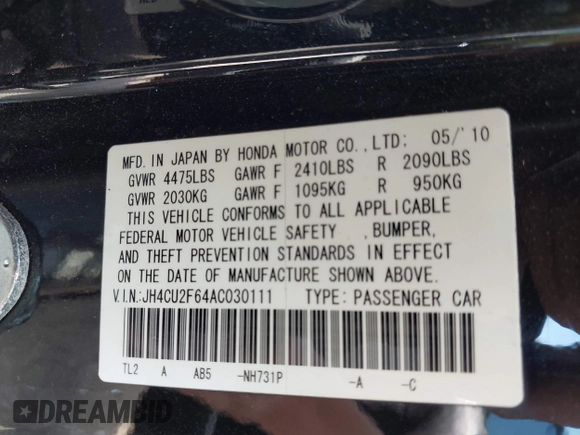 MFD. IN JAPAN BY HONDA MOTOR CO., LTD: 05/'10
GVWR 4475LBS GAWR F 2410LBS R 2090LBS
GVWR 2030KG GAWR F 1095KG R 950KG
THIS VEHICLE CONFORMS TO ALL APPLICABLE
FEDERAL MOTOR VEHICLE SAFETY , BUMPER,
AND THEFT PREVENTION STANDARDS IN EFFECT
ON THE DATE OF MANUFACTURE SHOWN ABOVE.
V.I.N:JH4CU2F64AC030111 TYPE: PASSENGER CAR
TL2 A AB5 -NH731P -A -C
DREAMBID